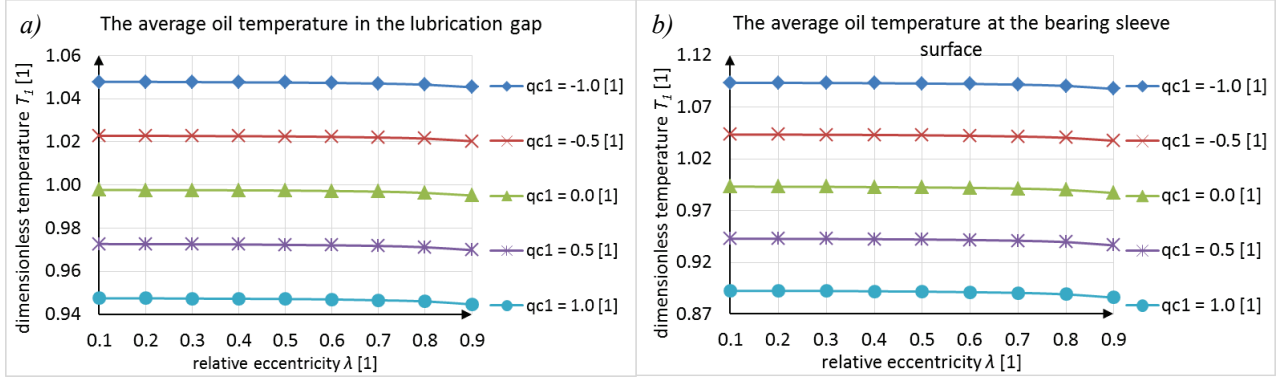 a)
The average oil temperature in the lubrication gap
dimensionless temperature T1 [1]
1.06
1.04
1.02
1.00
0.98
0.96
0.94
0.1 0.2 0.3 0.4 0.5 0.6 0.7 0.8 0.9
relative eccentricity λ [1]
qc1 = -1.0 [1]
qc1 = -0.5 [1]
qc1 = 0.0 [1]
qc1 = 0.5 [1]
qc1 = 1.0 [1]
b)
The average oil temperature at the bearing sleeve
surface
dimensionless temperature T1 [1]
1.12
1.07
1.02
0.97
0.92
0.87
0.1 0.2 0.3 0.4 0.5 0.6 0.7 0.8 0.9
relative eccentricity λ [1]
qc1 = -1.0 [1]
qc1 = -0.5 [1]
qc1 = 0.0 [1]
qc1 = 0.5 [1]
qc1 = 1.0 [1]